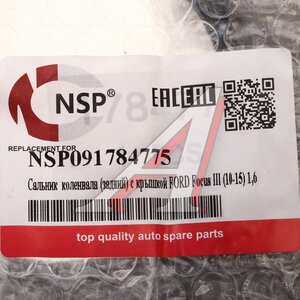 NSP®
EAC EAC
REPLACEMENT FOR
NSP091784775
Сальник коленвала (задний) с крышкой FORD Focus III (10-15) 1,6
top quality auto spare parts